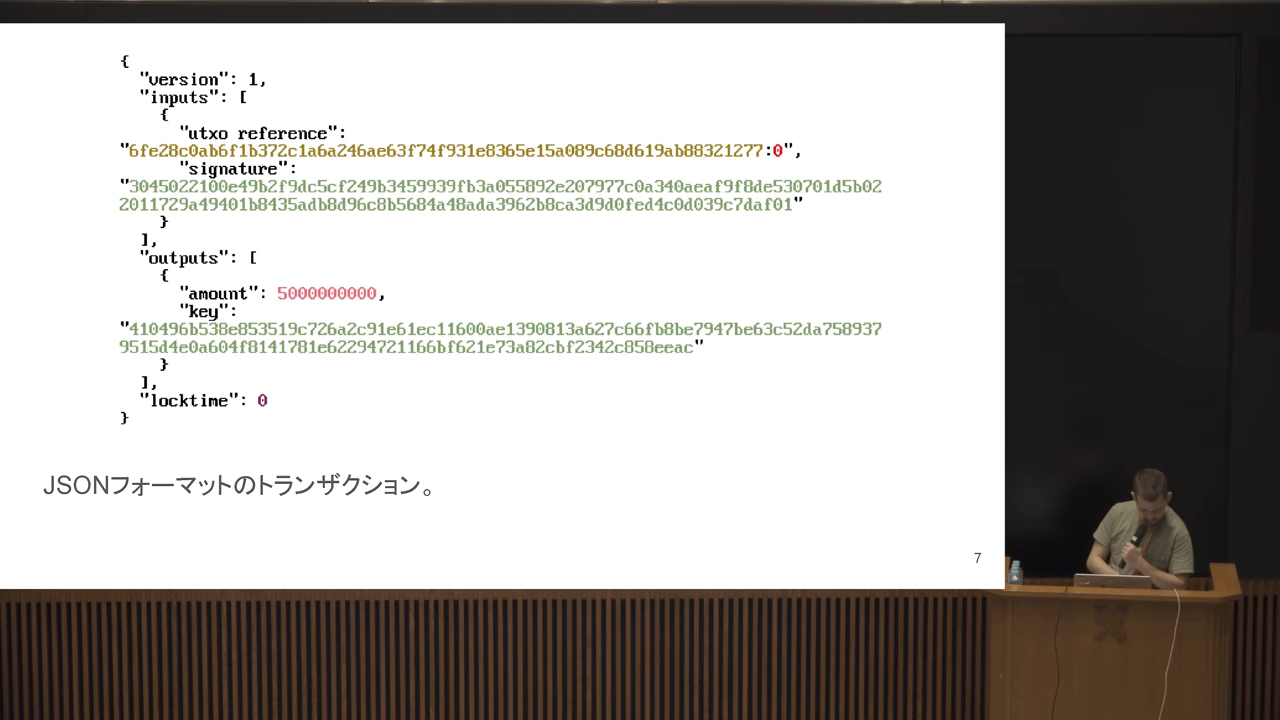 {
"version": 1,
"inputs": [
{
"utxo reference":
"6fe28c0ab6f1b372c1a6a246ae63f74f931e8365e15a089c68d619ab88321277:0",
"signature":
"3045022100e49b2f9dc5cf249b3459939fb3a055892e207977c0a340aeaf9f8de530701d5b02
2011729a49401b8435adb8d96c8b5684a48ada3962b8ca3d9d0fed4c0d039c7daf01"
}
],
"outputs": [
{
"amount": 5000000000,
"key":
"410496b538e853519c726a2c91e61ec11600ae1390813a627c66fb8be7947be63c52da758937
9515d4e0a604f8141781e62294721166bf621e73a82cbf2342c858eeac"
}
],
"locktime": 0
}
JSONフォーマットのトランザクション。
7